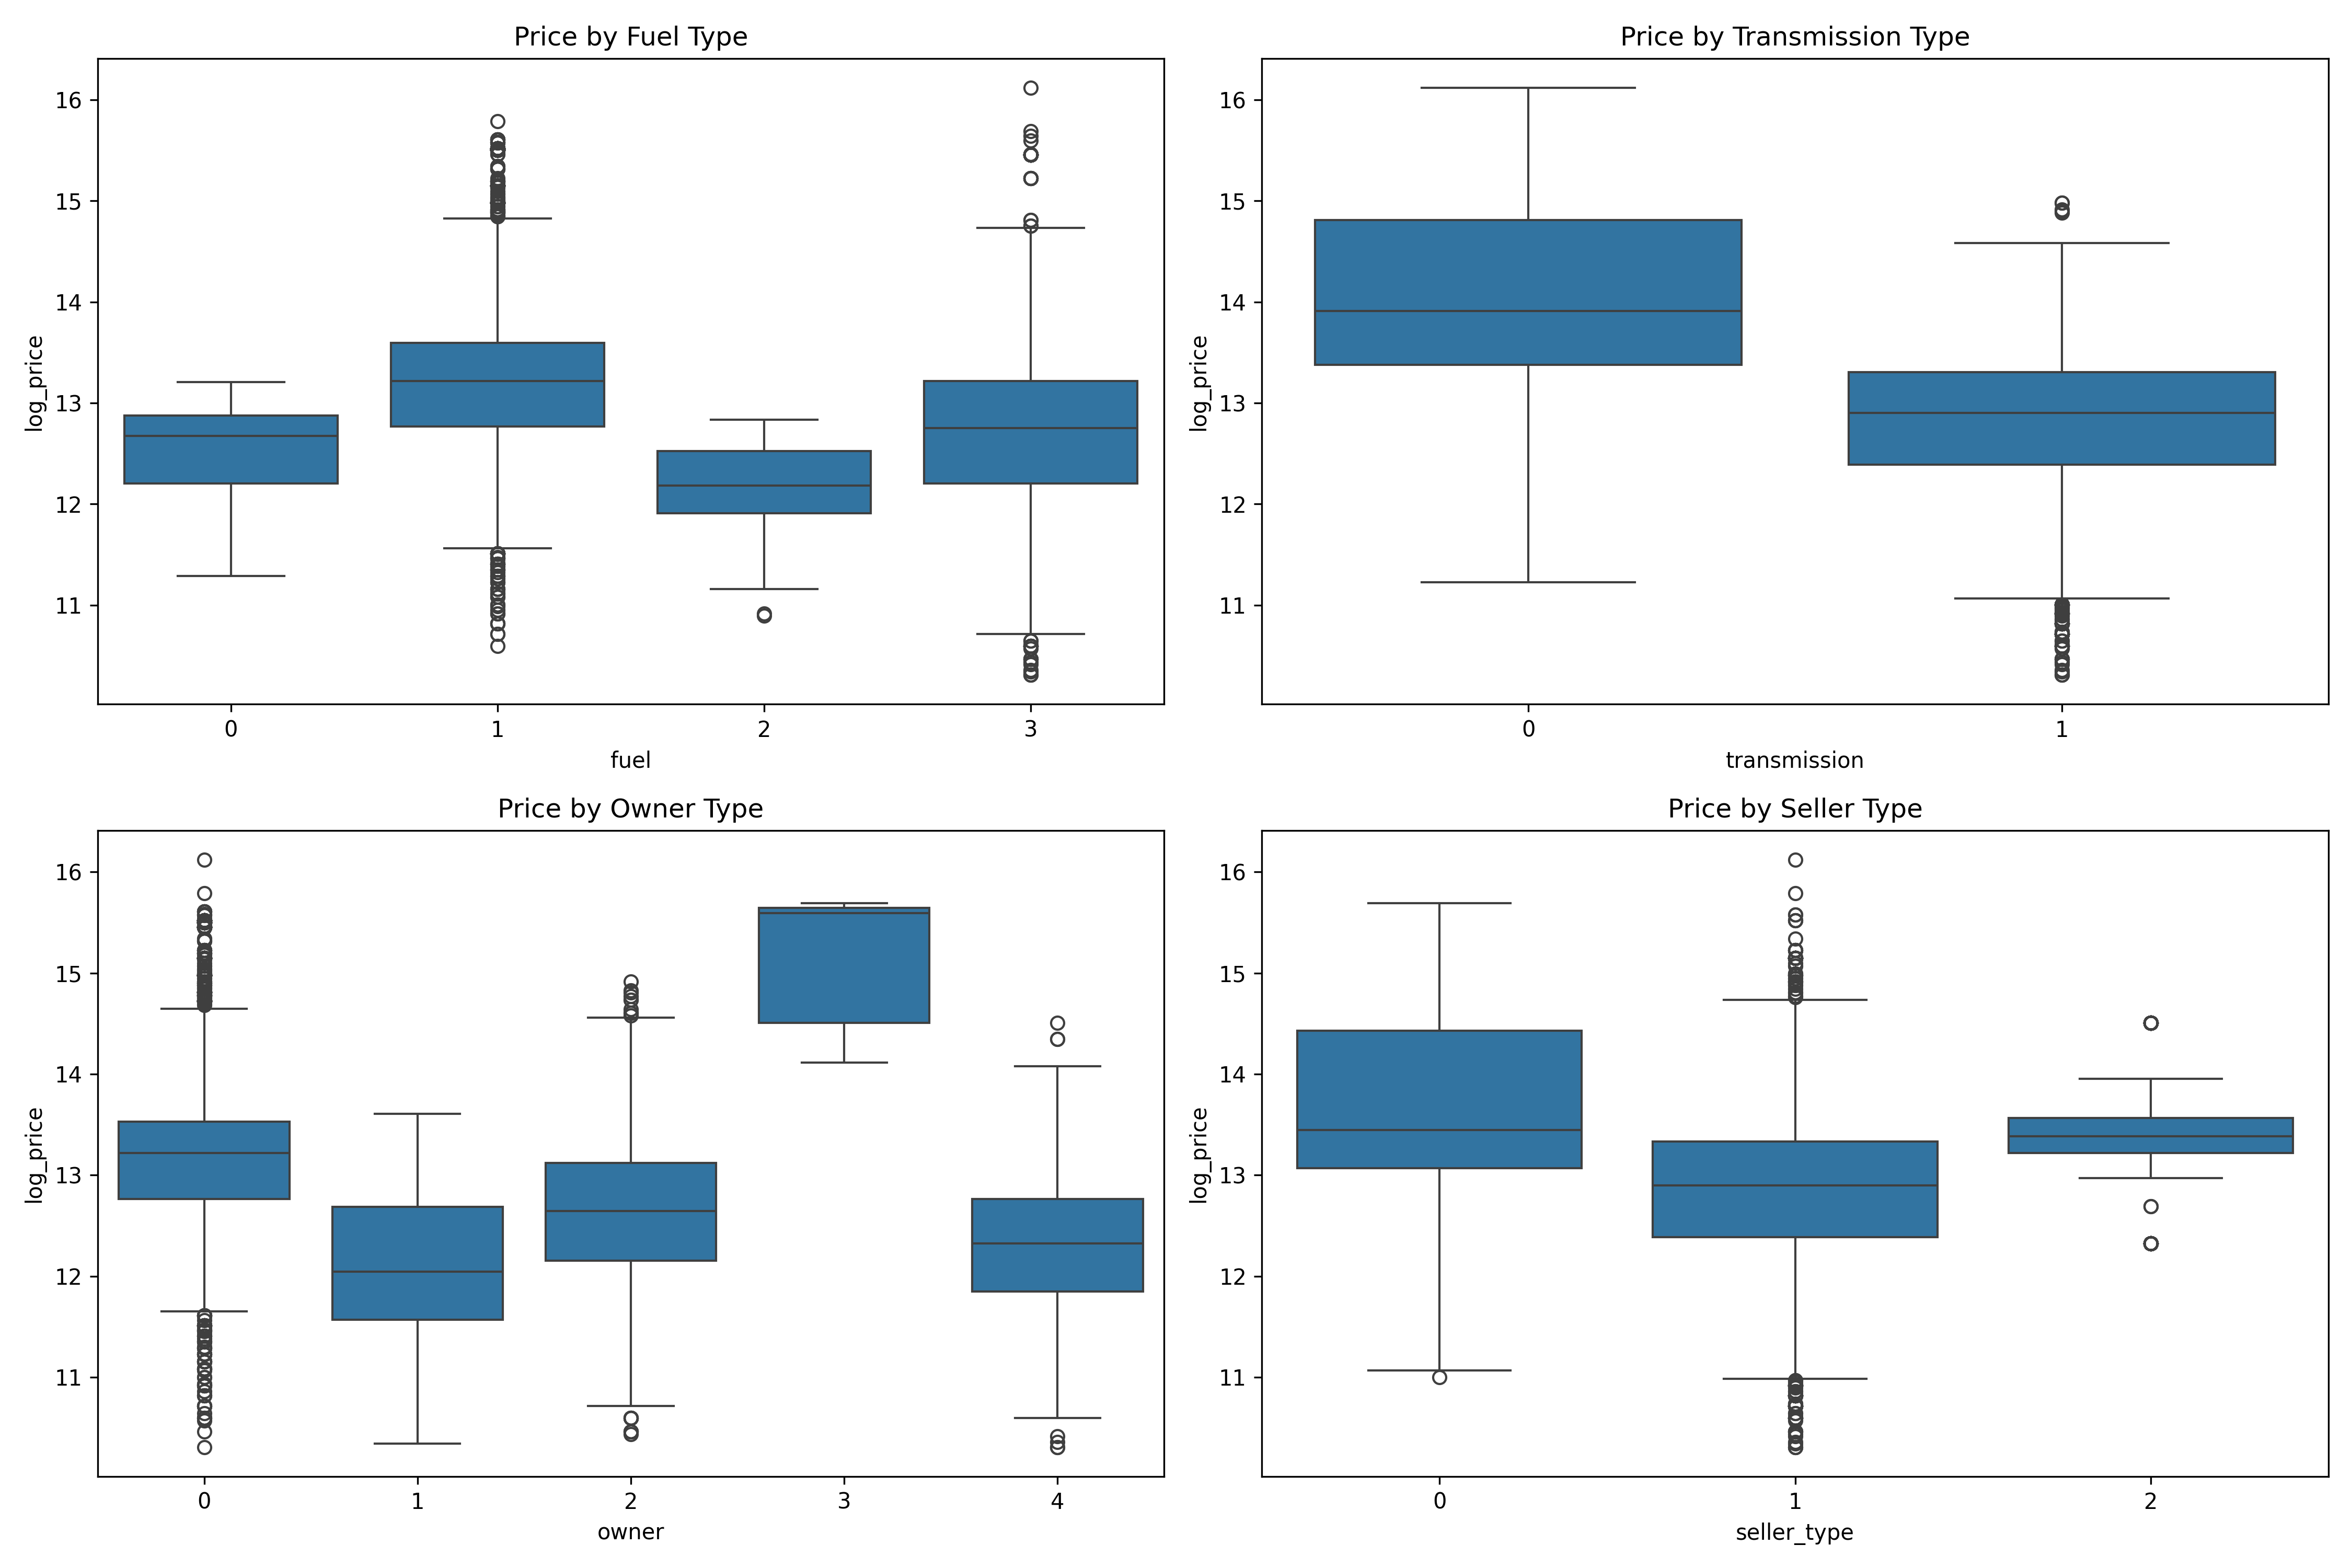 Price by Fuel Type
16
15
14
13
12
11
log_price
0 1 2 3
fuel
Price by Transmission Type
16
15
14
13
12
11
log_price
0 1
transmission
Price by Owner Type
16
15
14
13
12
11
log_price
0 1 2 3 4
owner
Price by Seller Type
16
15
14
13
12
11
log_price
0 1 2
seller_type